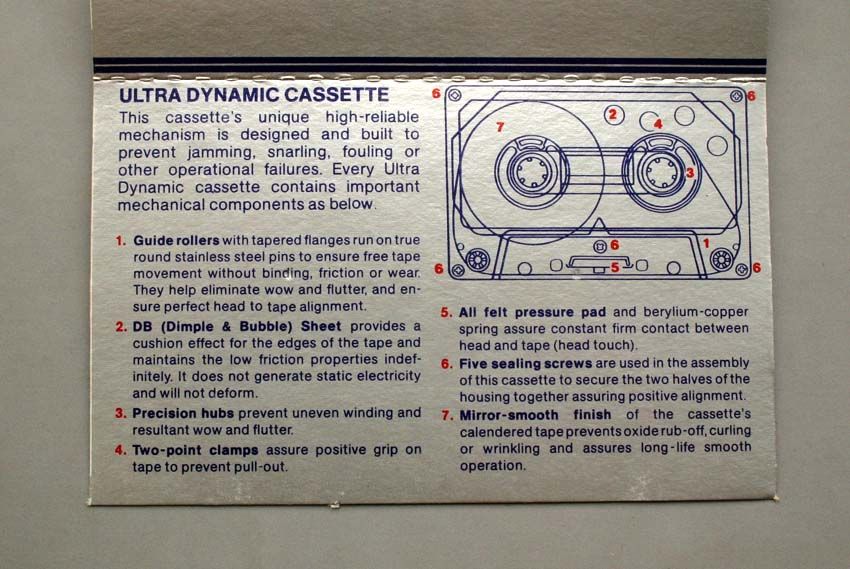 ULTRA DYNAMIC CASSETTE
This cassette's unique high-reliable
mechanism is designed and built to
prevent jamming, snarling, fouling or
other operational failures. Every Ultra
Dynamic cassette contains important
mechanical components as below.
1. Guide rollers with tapered flanges run on true
round stainless steel pins to ensure free tape
movement without binding, friction or wear.
They help eliminate wow and flutter, and en-
sure perfect head to tape alignment.
2. DB (Dimple & Bubble) Sheet provides a
cushion effect for the edges of the tape and
maintains the low friction properties indef-
initely. It does not generate static electricity
and will not deform.
3. Precision hubs prevent uneven winding and
resultant wow and flutter.
4. Two-point clamps assure positive grip on
tape to prevent pull-out.
6
6
7
2
4
3
6
1
6
5
6
5. All felt pressure pad and berylium-copper
spring assure constant firm contact between
head and tape (head touch).
6. Five sealing screws are used in the assembly
of this cassette to secure the two halves of the
housing together assuring positive alignment.
7. Mirror-smooth finish of the cassette's
calendered tape prevents oxide rub-off, curling
or wrinkling and assures long-life smooth
operation.